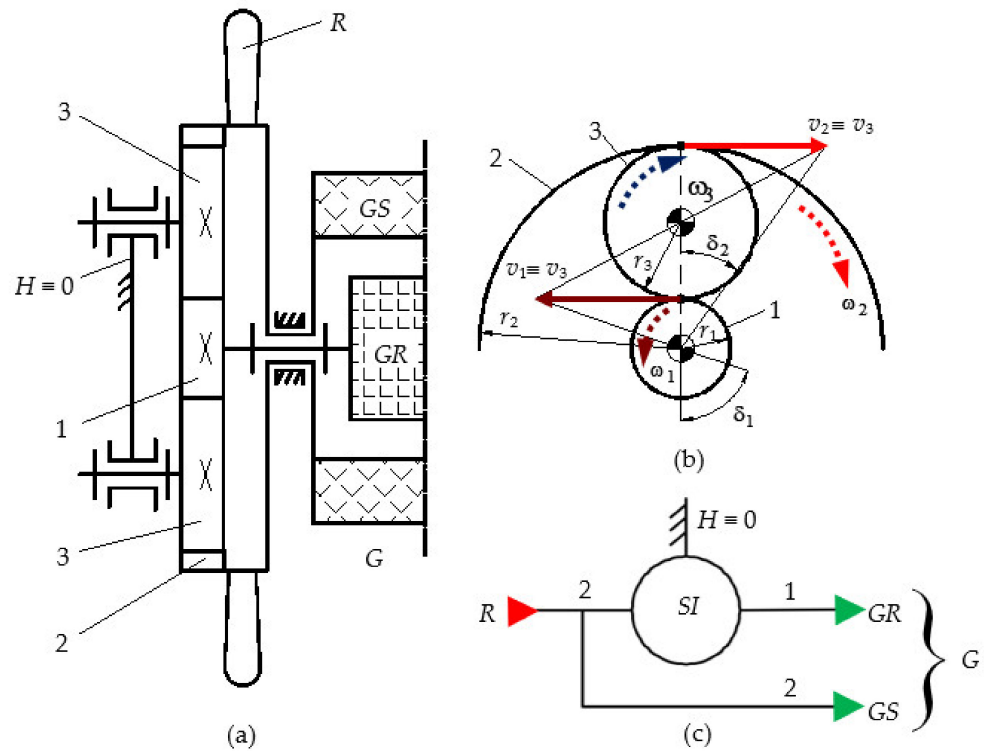 R
3
GS
H ≡ 0
GR
1
3
G
2
(a)
v₂≡ v₃
3
2
ω₃
δ₂
v₁≡ v₃
r₃
r₂
r₁
1
ω₂
ω₁
δ₁
(b)
H ≡ 0
2
1
R
SI
GR
G
2
GS
(c)